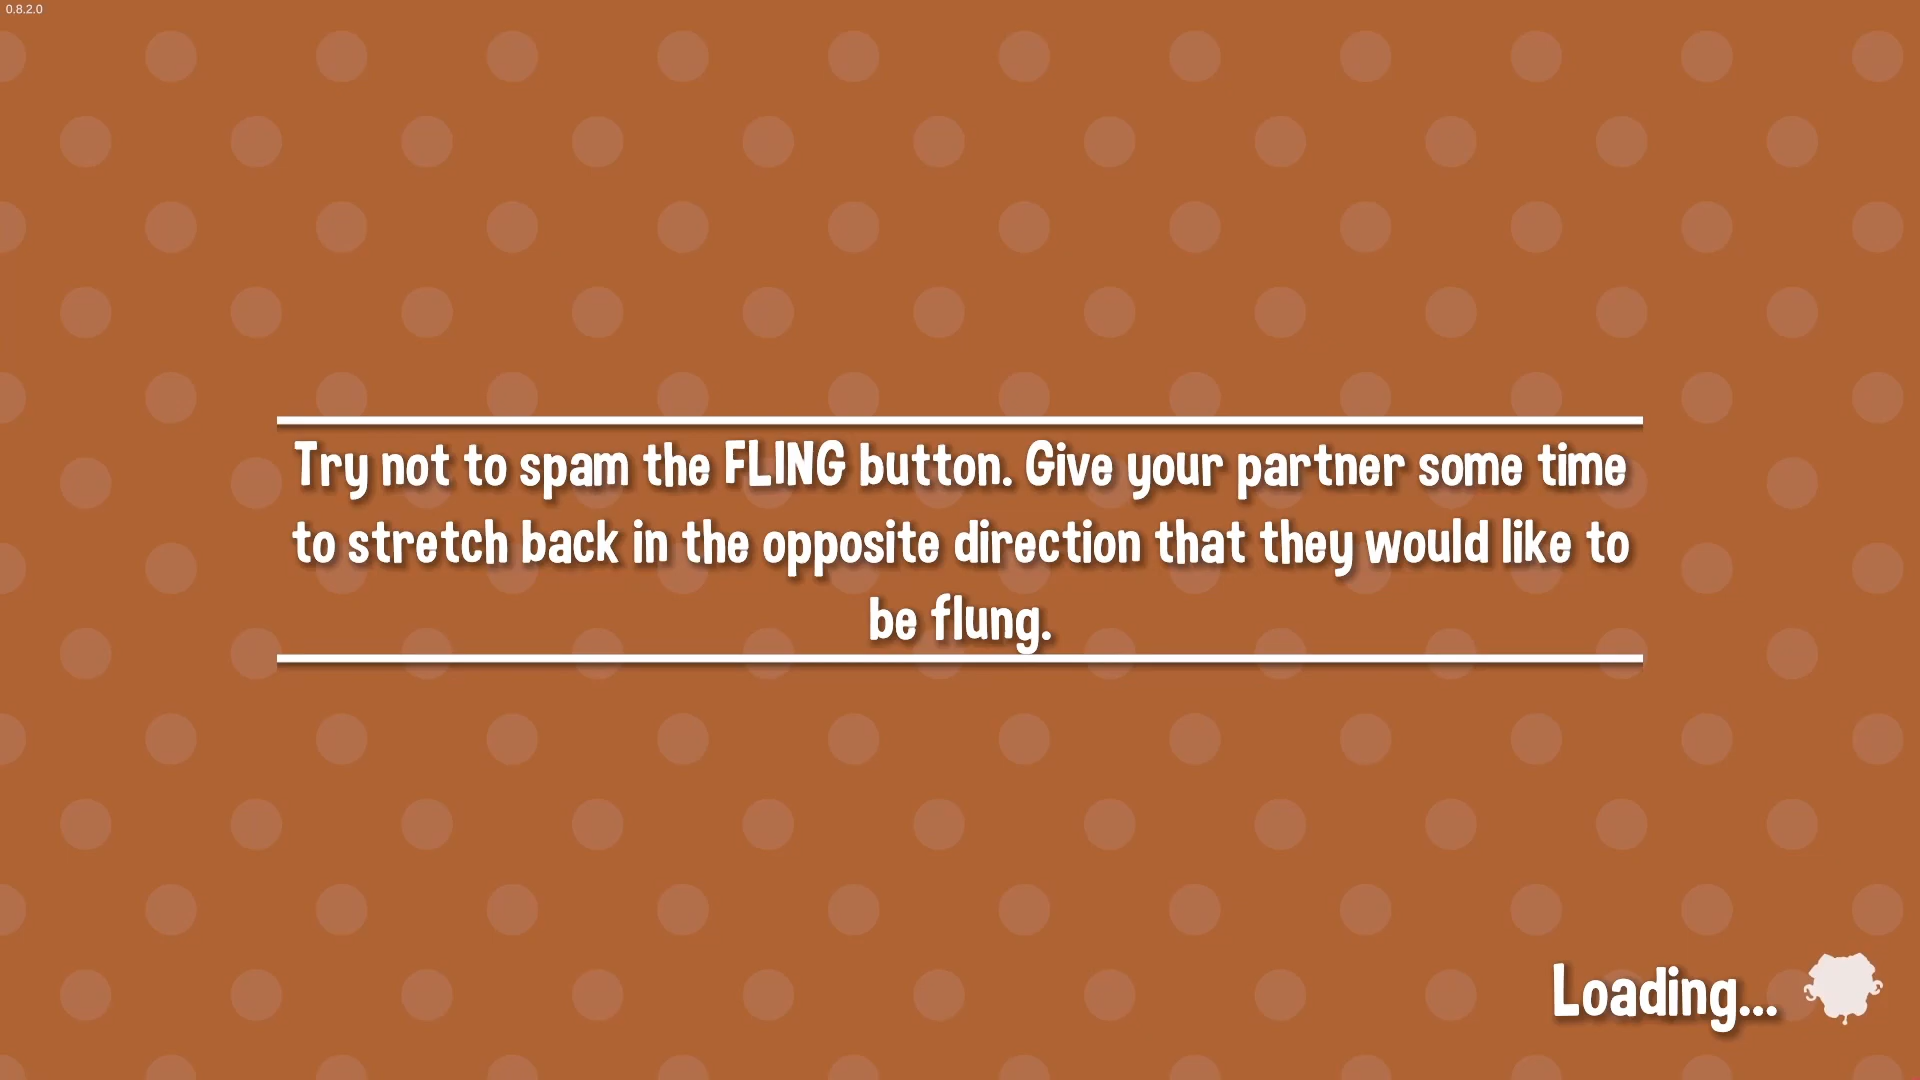 0.8.2.0
Try not to spam the FLING button. Give your partner some time
to stretch back in the opposite direction that they would like to
be flung.
Loading...